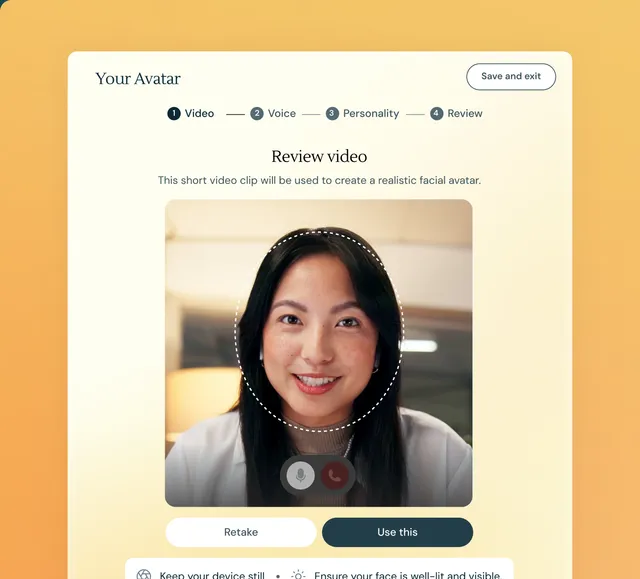 Your Avatar
Save and exit
1 Video 2 Voice 3 Personality 4 Review
Review video
This short video clip will be used to create a realistic facial avatar.
Retake
Use this
Keep your device still • Ensure your face is well-lit and visible